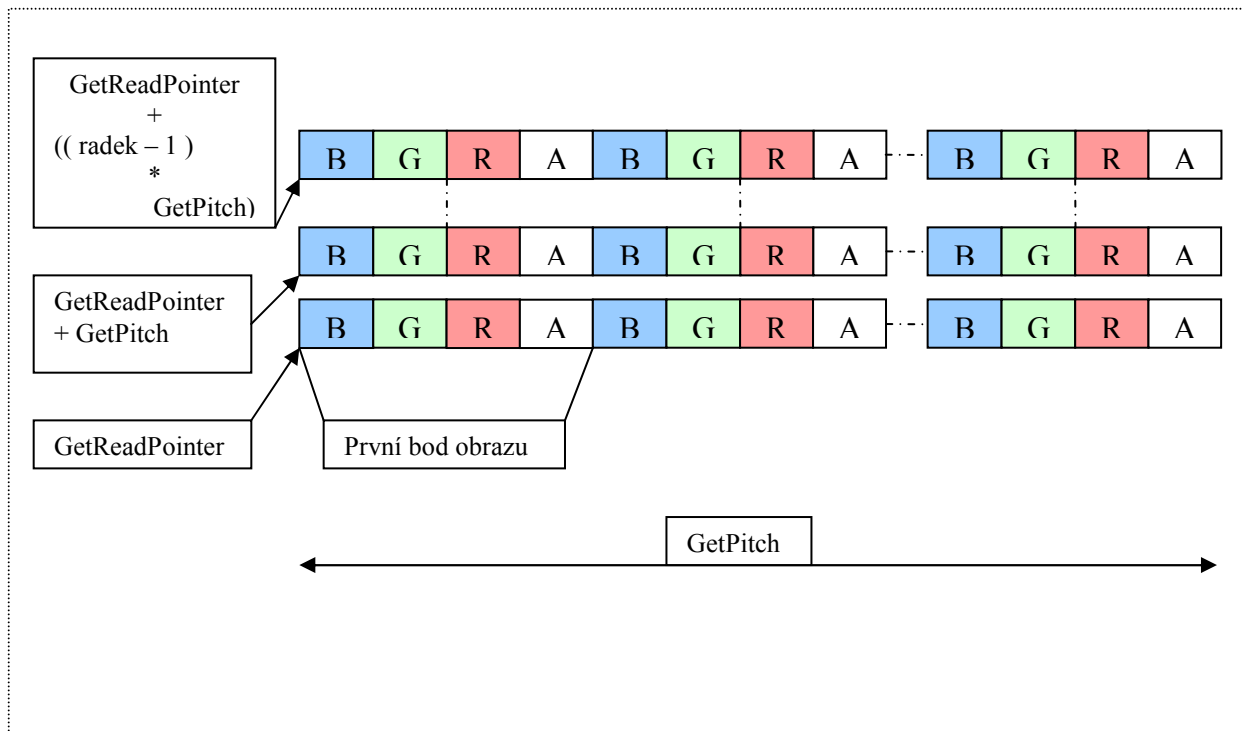 GetReadPointer
+
(( radek – 1 )
*
GetPitch)
B G R A B G R A B G R A
GetReadPointer
+ GetPitch
B G R A B G R A B G R A
B G R A B G R A B G R A
GetReadPointer
První bod obrazu
GetPitch